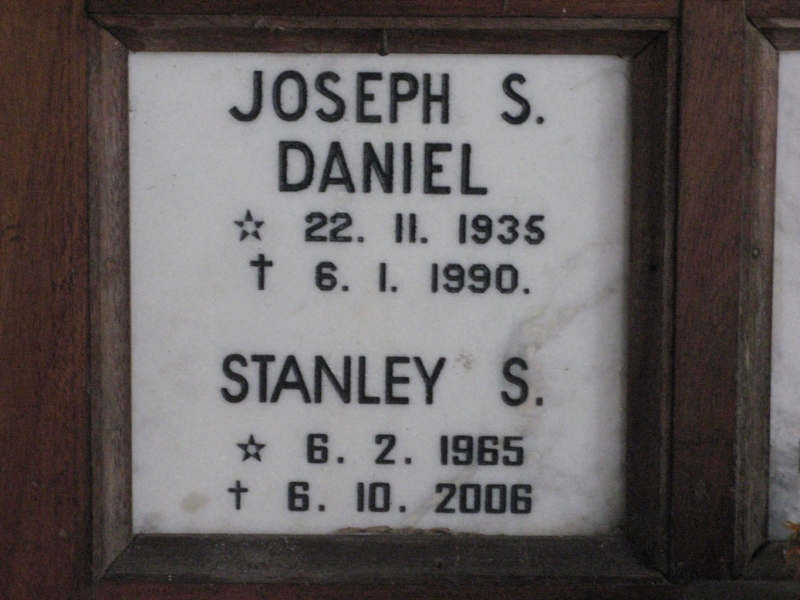 JOSEPH S.
DANIEL
☆ 22. 11. 1935
† 6. 1. 1990.
STANLEY S.
☆ 6. 2. 1965
† 6. 10. 2006